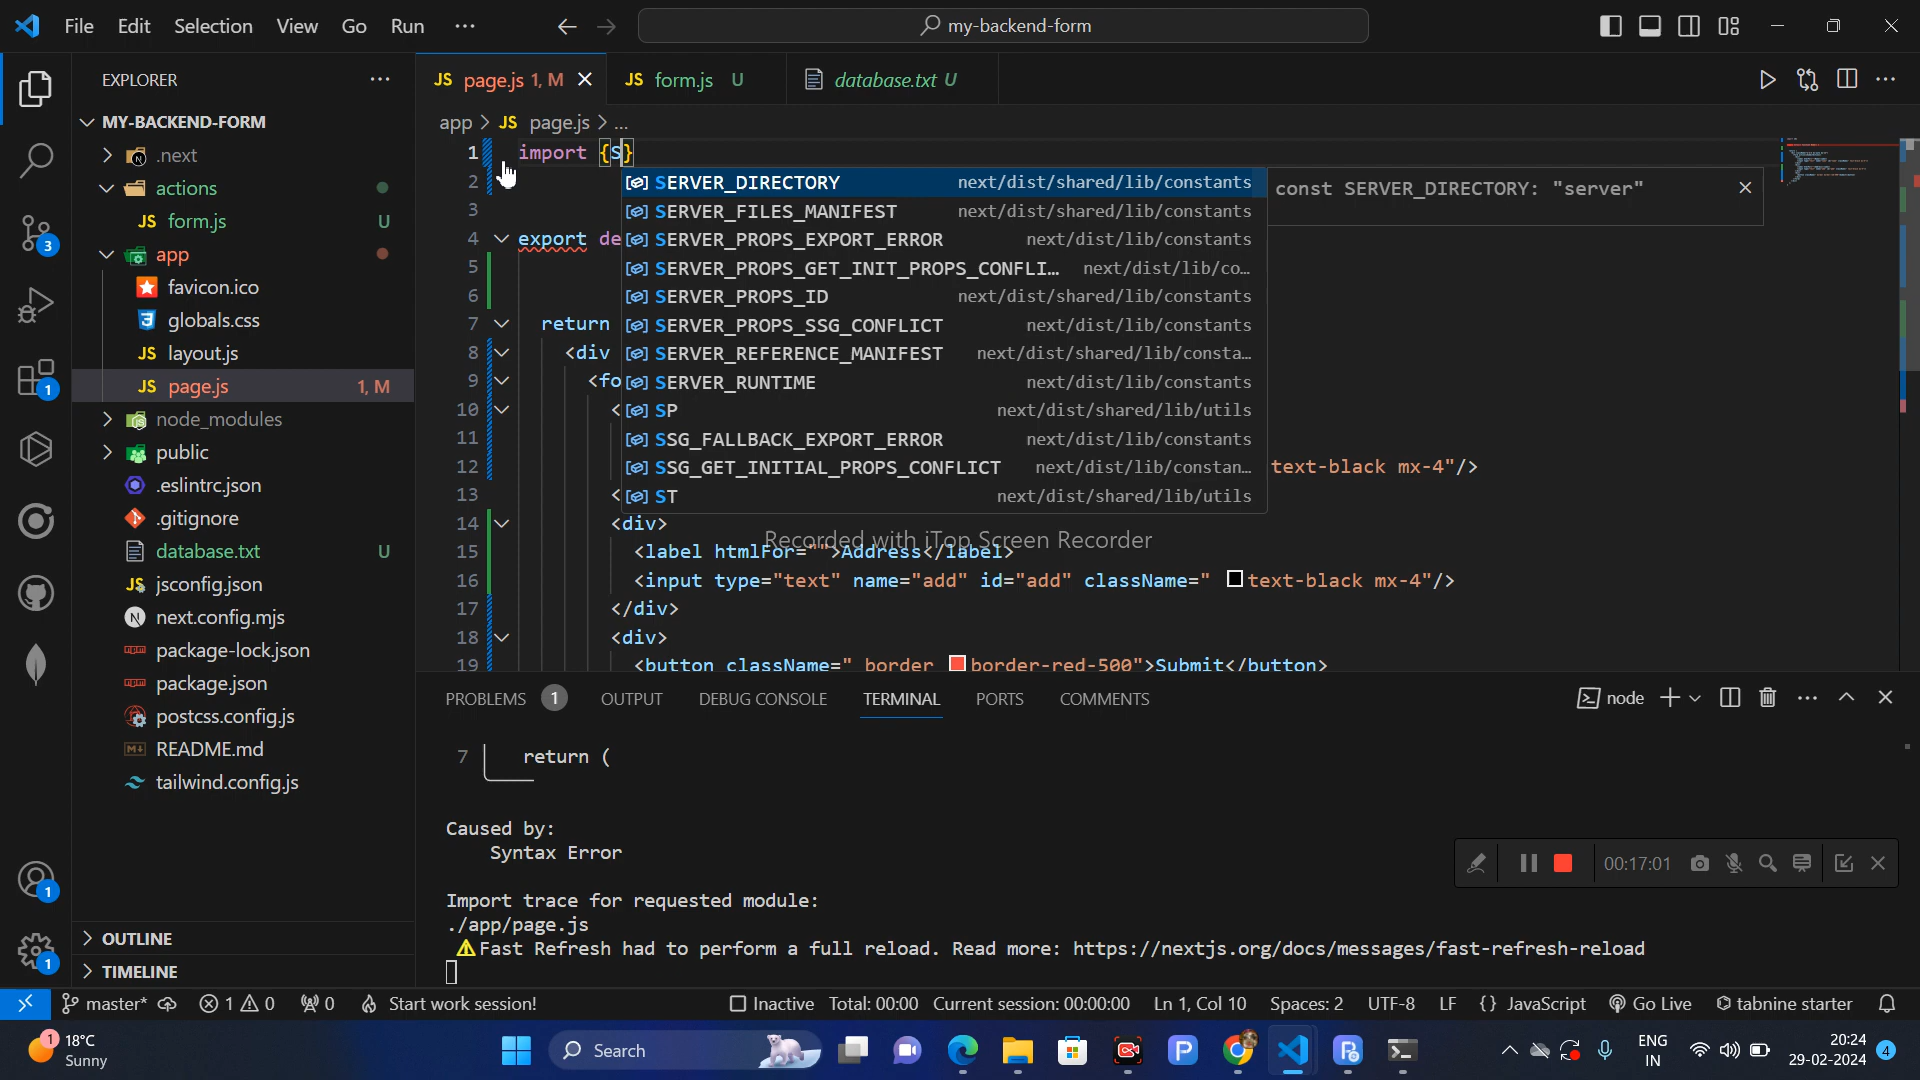 File Edit Selection View Go Run ... my-backend-form
EXPLORER
MY-BACKEND-FORM
.next
actions
form.js U
app
favicon.ico
globals.css
layout.js
page.js 1, M
node_modules
public
.eslintrc.json
.gitignore
database.txt U
jsconfig.json
next.config.mjs
package-lock.json
package.json
postcss.config.js
README.md
tailwind.config.js
OUTLINE
TIMELINE
3
1
1
1
JS page.js 1, M JS form.js U database.txt U
app > JS page.js > ...
1 import {S}
2
3
4 export de
5
6
7 return
8 <div
9 <fo
10 <
11
12 text-black mx-4"/>
13 <
14 <div>
15 <label htmlFor="">Address</label>
16 <input type="text" name="add" id="add" className=" text-black mx-4"/>
17 </div>
18 <div>
19 <button className=" border border-red-500">Submit</button>
SERVER_DIRECTORY next/dist/shared/lib/constants
SERVER_FILES_MANIFEST next/dist/shared/lib/constants
SERVER_PROPS_EXPORT_ERROR next/dist/lib/constants
SERVER_PROPS_GET_INIT_PROPS_CONFLI... next/dist/lib/co...
SERVER_PROPS_ID next/dist/shared/lib/constants
SERVER_PROPS_SSG_CONFLICT next/dist/lib/constants
SERVER_REFERENCE_MANIFEST next/dist/shared/lib/consta...
SERVER_RUNTIME next/dist/lib/constants
SP next/dist/shared/lib/utils
SSG_FALLBACK_EXPORT_ERROR next/dist/lib/constants
SSG_GET_INITIAL_PROPS_CONFLICT next/dist/lib/constan...
ST next/dist/shared/lib/utils
const SERVER_DIRECTORY: "server"
Recorded with iTop Screen Recorder
PROBLEMS 1 OUTPUT DEBUG CONSOLE TERMINAL PORTS COMMENTS node
7 return (
Caused by:
Syntax Error
Import trace for requested module:
./app/page.js
Fast Refresh had to perform a full reload. Read more: https://nextjs.org/docs/messages/fast-refresh-reload
00:17:01
master* 1 0 0 Start work session! Inactive Total: 00:00 Current session: 00:00:00 Ln 1, Col 10 Spaces: 2 UTF-8 LF {} JavaScript Go Live tabnine starter
1 18°C
Sunny
Search
ENG
IN
20:24
29-02-2024
4